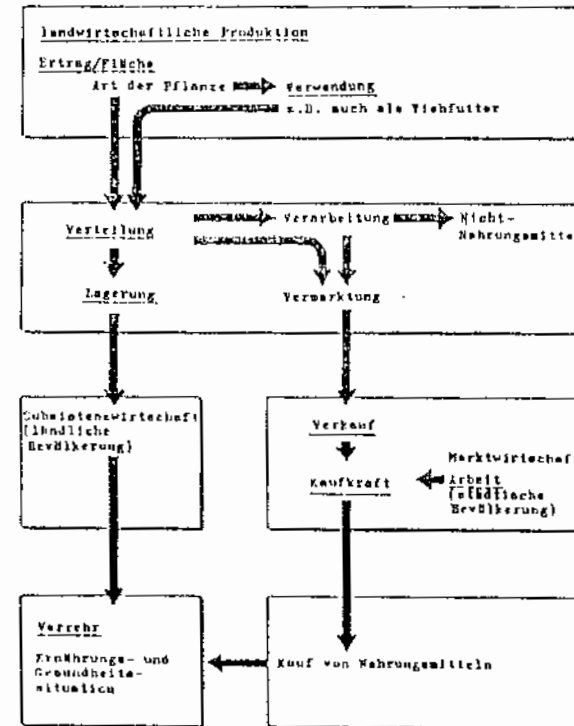 landwirtschaftliche Produktion
Ertrag/Fläche
Art der Pflanze
Verwendung
z.B. auch als Viehfutter
Verteilung
Verarbeitung
Nicht-
Nahrungsmittel
Lagerung
Vermarktung
Subsistenzwirtschaft
(ländliche
Bevölkerung)
Verkauf
Kaufkraft
Marktwirtschaf
Arbeit
(städtische
Bevölkerung)
Verzehr
Ernährungs- und
Gesundheits-
situation
Kauf von Nahrungsmitteln